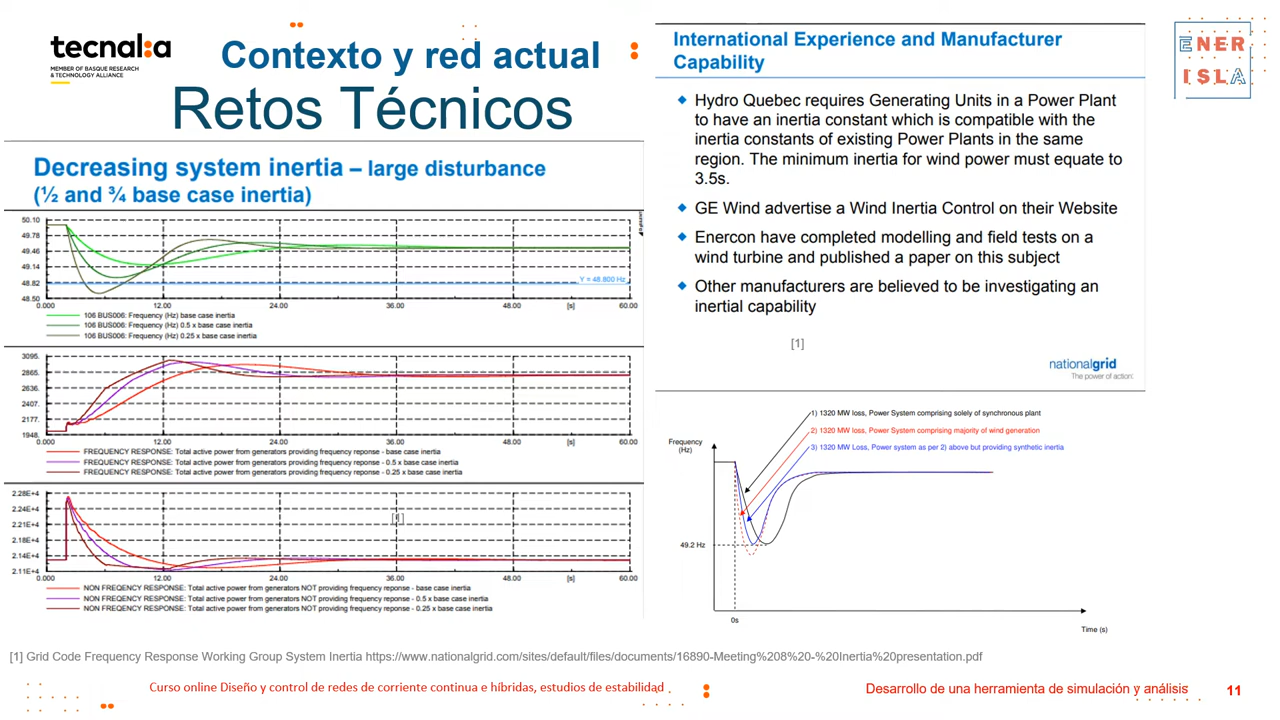 tecnalia
MEMBER OF BASQUE RESEARCH
& TECHNOLOGY ALLIANCE
Contexto y red actual
Retos Técnicos
Decreasing system inertia – large disturbance
(½ and ¾ base case inertia)
50.10
49.78
49.46
49.14
48.82
48.50
Y = 48.800 Hz
0.000 12.00 24.00 36.00 48.00 [s] 60.00
106 BUS006: Frequency (Hz) base case inertia
106 BUS006: Frequency (Hz) 0.5 x base case inertia
106 BUS006: Frequency (Hz) 0.25 x base case inertia
3095.
2865.
2636.
2407.
2177.
1948.
0.000 12.00 24.00 36.00 48.00 [s] 60.00
FREQUENCY RESPONSE: Total active power from generators providing frequency reponse - base case inertia
FREQUENCY RESPONSE: Total active power from generators providing frequency reponse - 0.5 x base case inertia
FREQUENCY RESPONSE: Total active power from generators providing frequency reponse - 0.25 x base case inertia
2.28E+4
2.24E+4
2.21E+4
2.18E+4
2.14E+4
2.11E+4
[1]
0.000 12.00 24.00 36.00 48.00 [s] 60.00
NON FREQENCY RESPONSE: Total active power from generators NOT providing frequency reponse - base case inertia
NON FREQENCY RESPONSE: Total active power from generators NOT providing frequency reponse - 0.5 x base case inertia
NON FREQENCY RESPONSE: Total active power from generators NOT providing frequency reponse - 0.25 x base case inertia
International Experience and Manufacturer
Capability
Hydro Quebec requires Generating Units in a Power Plant
to have an inertia constant which is compatible with the
inertia constants of existing Power Plants in the same
region. The minimum inertia for wind power must equate to
3.5s.
GE Wind advertise a Wind Inertia Control on their Website
Enercon have completed modelling and field tests on a
wind turbine and published a paper on this subject
Other manufacturers are believed to be investigating an
inertial capability
[1]
nationalgrid
The power of action.
ENER
ISLA
1) 1320 MW loss, Power System comprising solely of synchronous plant
2) 1320 MW loss, Power System comprising majority of wind generation
3) 1320 MW Loss, Power system as per 2) above but providing synthetic inertia
Frequency
(Hz)
49.2 Hz
0s
Time (s)
[1] Grid Code Frequency Response Working Group System Inertia https://www.nationalgrid.com/sites/default/files/documents/16890-Meeting%208%20-%20Inertia%20presentation.pdf
Curso online Diseño y control de redes de corriente continua e híbridas, estudios de estabilidad
Desarrollo de una herramienta de simulación y análisis
11